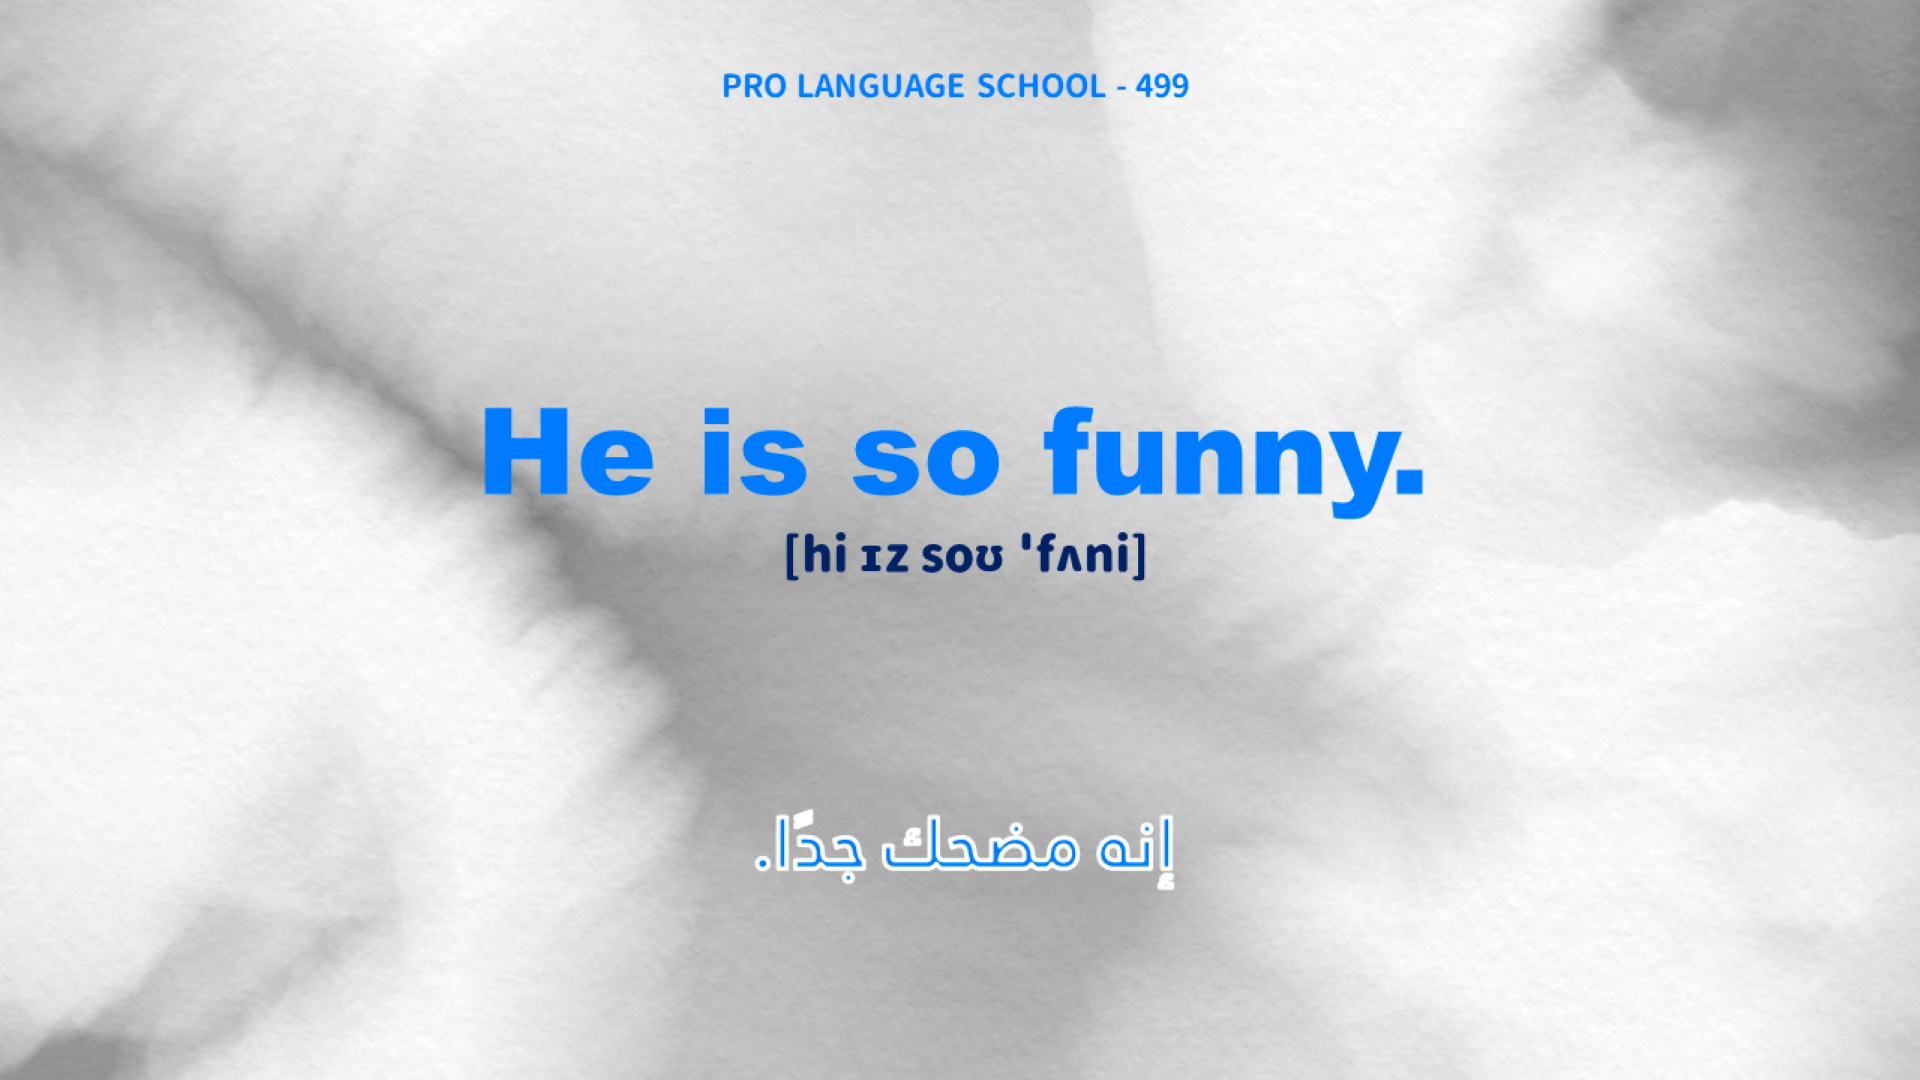 PRO LANGUAGE SCHOOL - 499
He is so funny.
[hi ɪz soʊ ˈfʌni]
إنه مضحك جدًا.